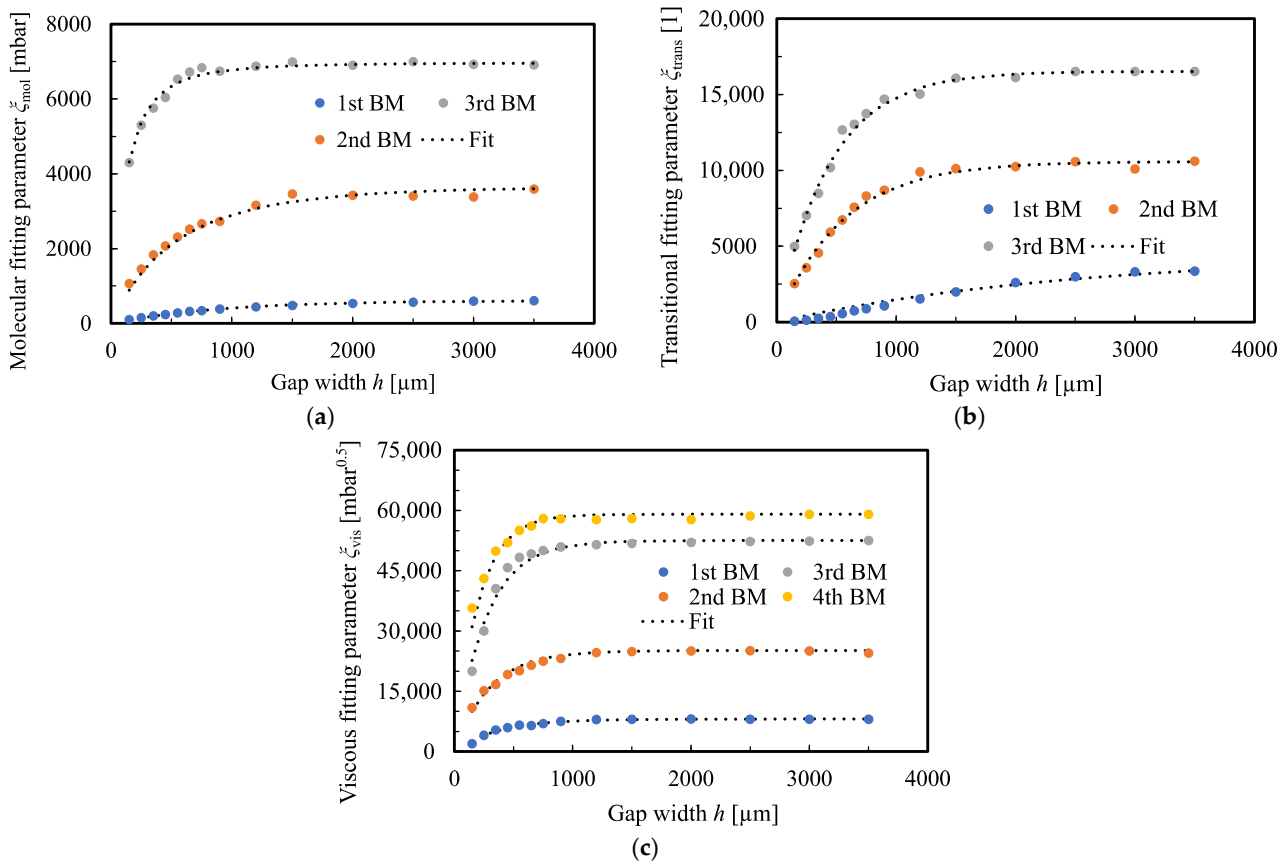 Molecular fitting parameter ξmol [mbar]
8000
6000
4000
2000
0
1st BM
3rd BM
2nd BM
Fit
0 1000 2000 3000 4000
Gap width h [µm]
(a)
Transitional fitting parameter ξtrans [1]
20,000
15,000
10,000
5000
0
1st BM
2nd BM
3rd BM
Fit
0 1000 2000 3000 4000
Gap width h [µm]
(b)
Viscous fitting parameter ξvis [mbar0.5]
75,000
60,000
45,000
30,000
15,000
0
1st BM
3rd BM
2nd BM
4th BM
Fit
0 1000 2000 3000 4000
Gap width h [µm]
(c)